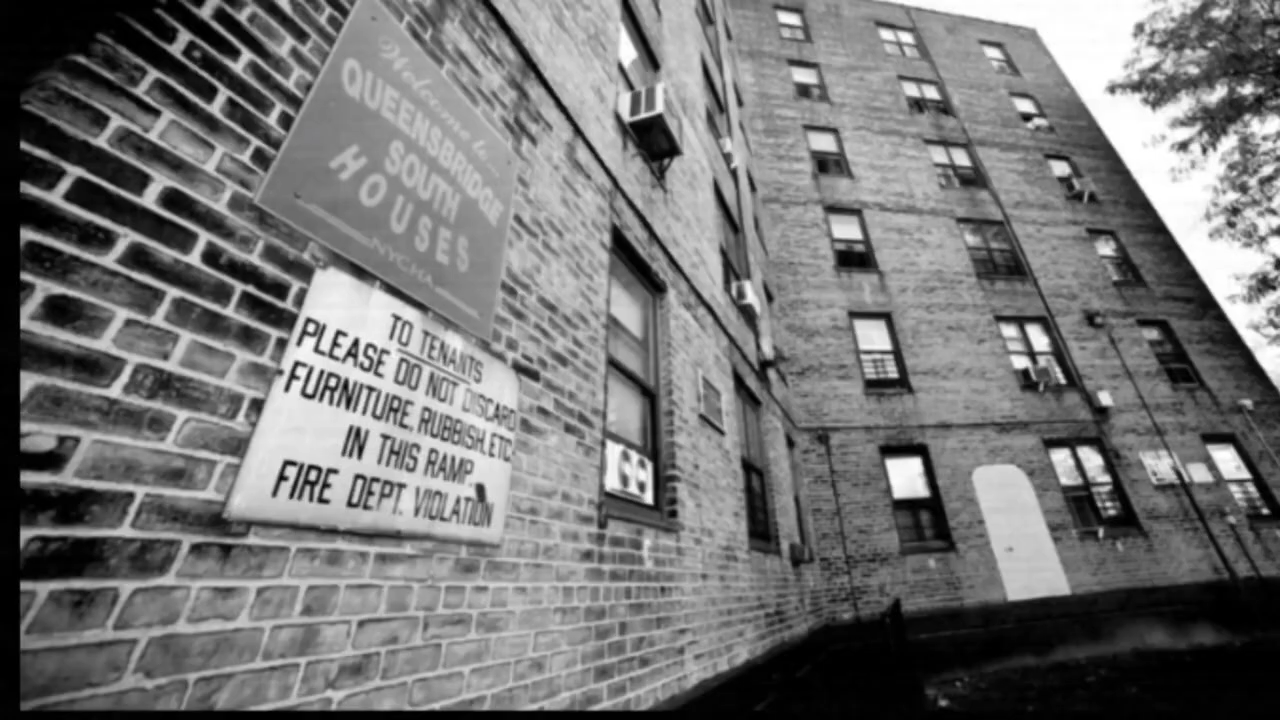 Welcome to...
QUEENSBRIDGE
SOUTH
HOUSES
NYCHA
TO TENANTS
PLEASE DO NOT DISCARD
FURNITURE, RUBBISH, ETC
IN THIS RAMP.
FIRE DEPT. VIOLATION